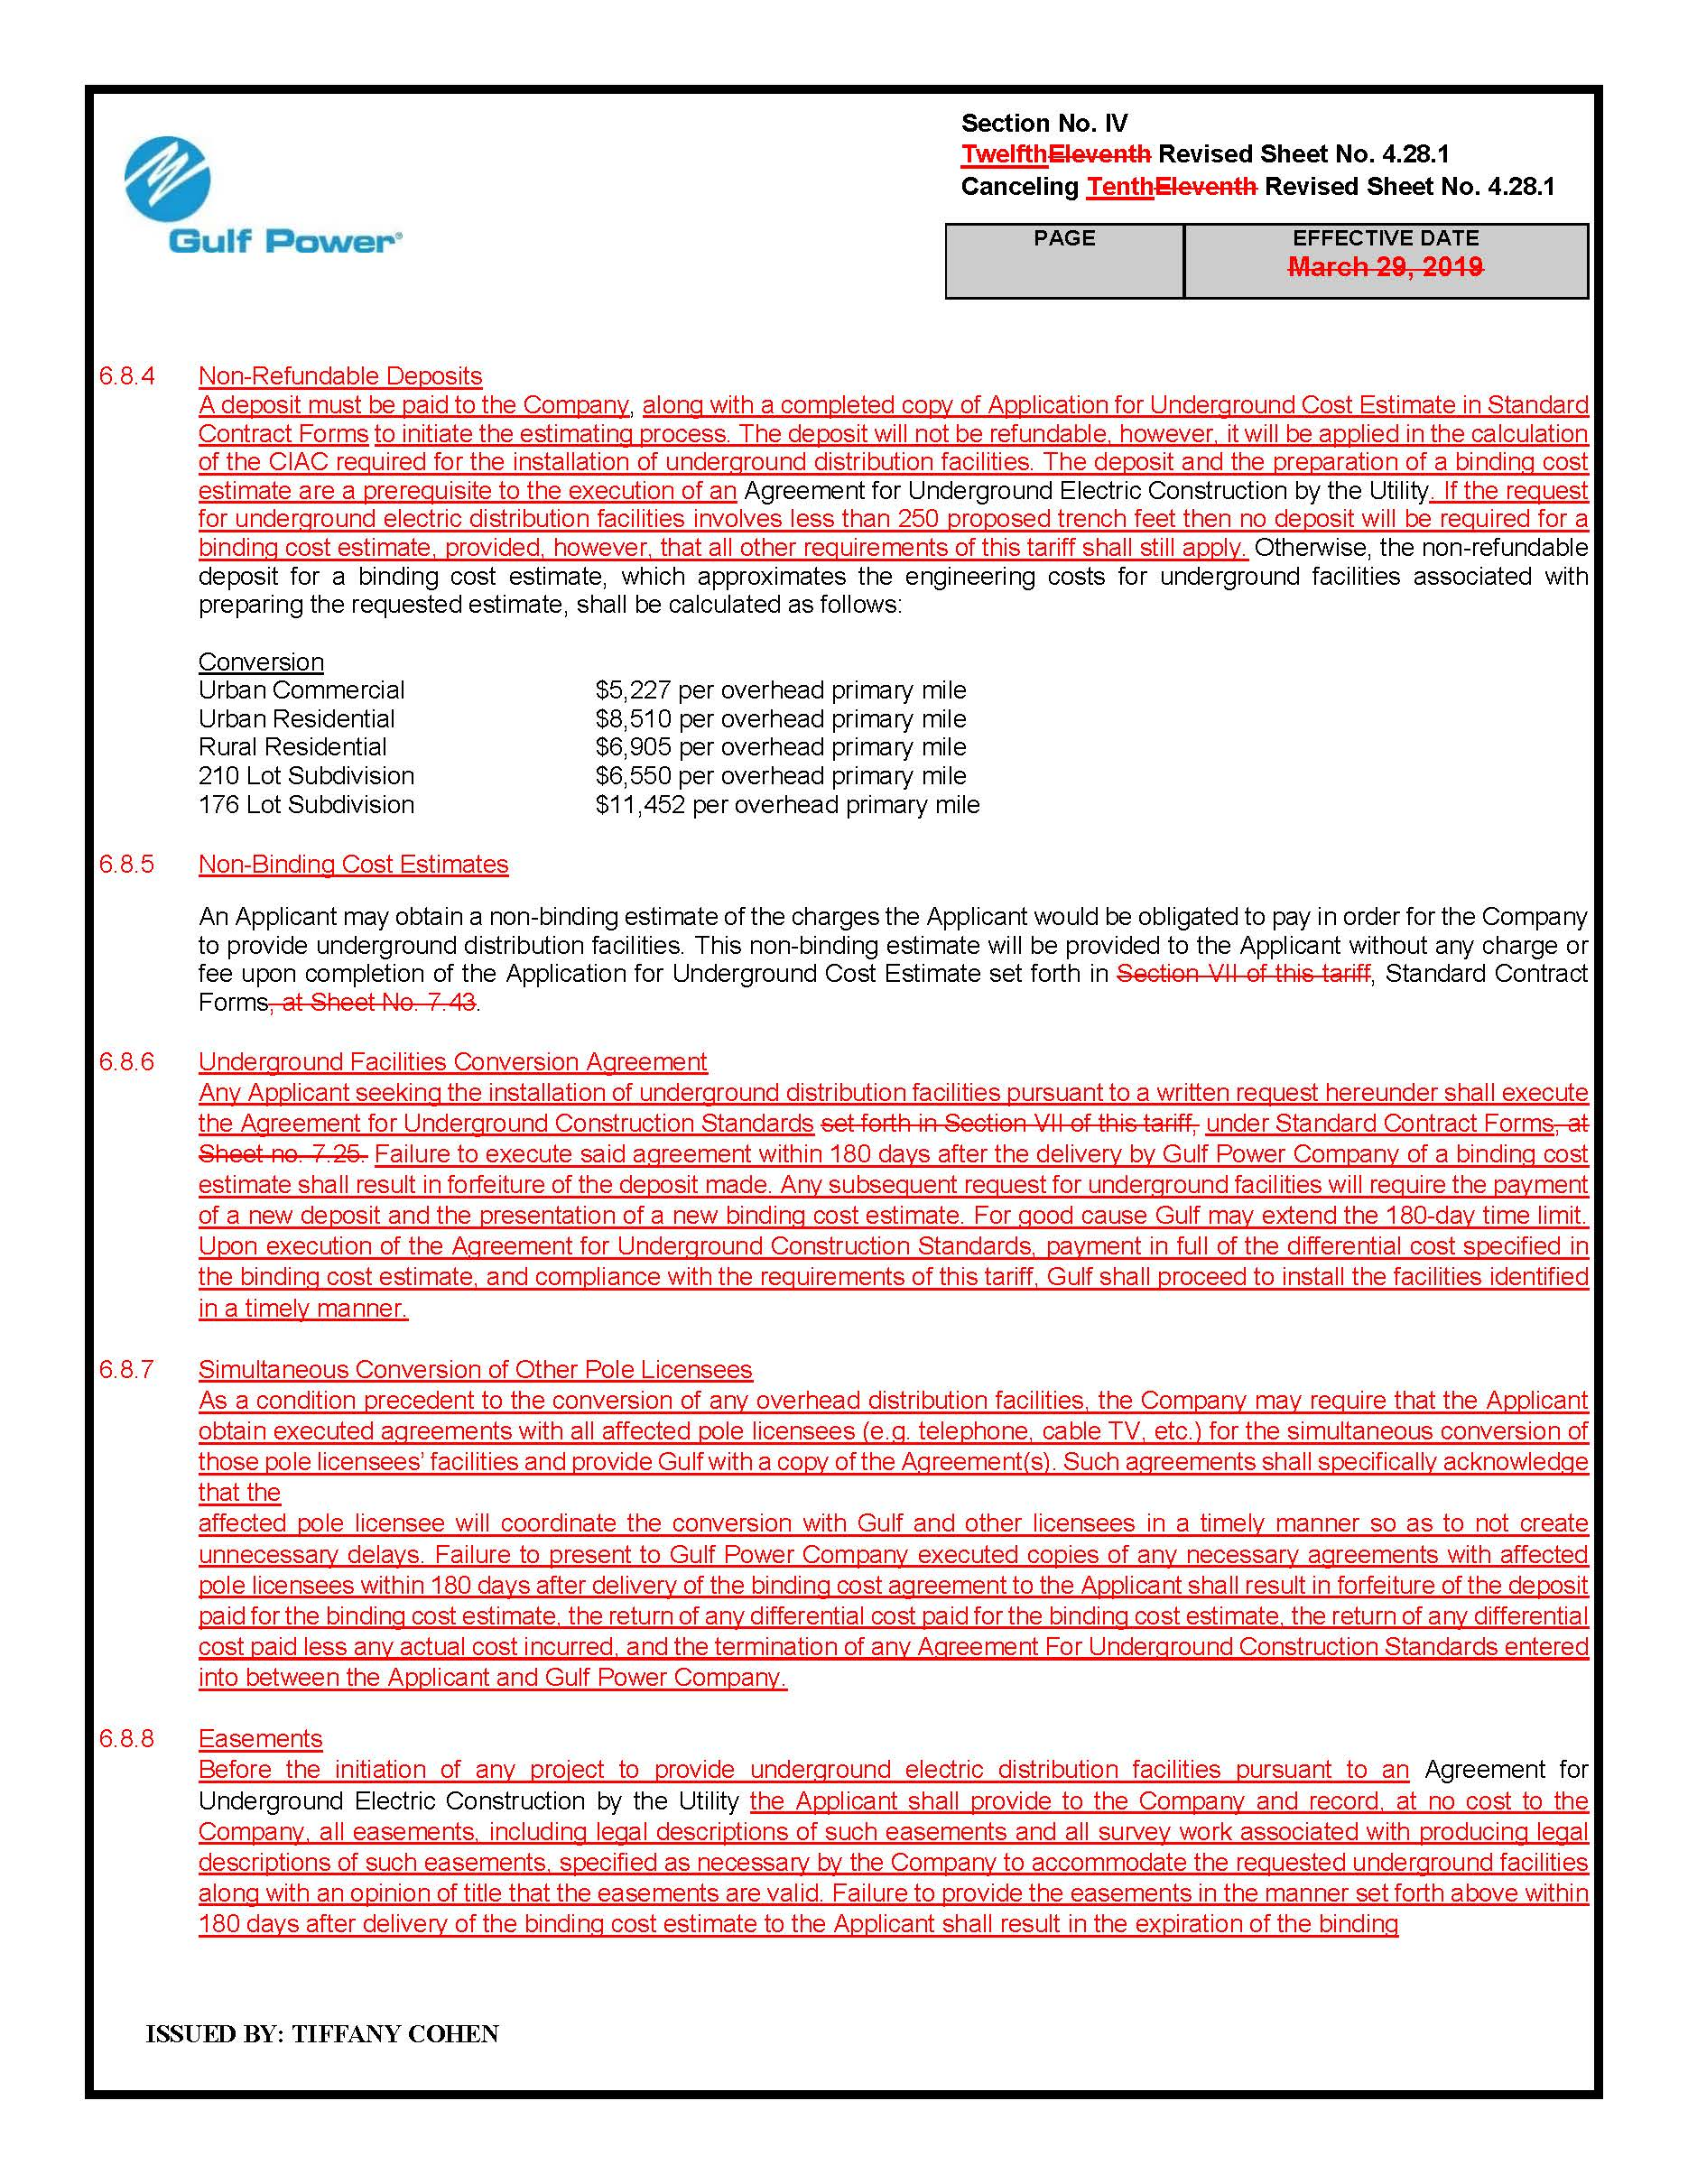 Section No. IV
TwelfthEleventh Revised Sheet No. 4.28.1
Canceling TenthEleventh Revised Sheet No. 4.28.1
Gulf Power®
PAGE
EFFECTIVE DATE
March 29, 2019
6.8.4 Non-Refundable Deposits
A deposit must be paid to the Company, along with a completed copy of Application for Underground Cost Estimate in Standard
Contract Forms to initiate the estimating process. The deposit will not be refundable, however, it will be applied in the calculation
of the CIAC required for the installation of underground distribution facilities. The deposit and the preparation of a binding cost
estimate are a prerequisite to the execution of an Agreement for Underground Electric Construction by the Utility. If the request
for underground electric distribution facilities involves less than 250 proposed trench feet then no deposit will be required for a
binding cost estimate, provided, however, that all other requirements of this tariff shall still apply. Otherwise, the non-refundable
deposit for a binding cost estimate, which approximates the engineering costs for underground facilities associated with
preparing the requested estimate, shall be calculated as follows:
Conversion
Urban Commercial $5,227 per overhead primary mile
Urban Residential $8,510 per overhead primary mile
Rural Residential $6,905 per overhead primary mile
210 Lot Subdivision $6,550 per overhead primary mile
176 Lot Subdivision $11,452 per overhead primary mile
6.8.5 Non-Binding Cost Estimates
An Applicant may obtain a non-binding estimate of the charges the Applicant would be obligated to pay in order for the Company
to provide underground distribution facilities. This non-binding estimate will be provided to the Applicant without any charge or
fee upon completion of the Application for Underground Cost Estimate set forth in Section VII of this tariff, Standard Contract
Forms, at Sheet No. 7.43.
6.8.6 Underground Facilities Conversion Agreement
Any Applicant seeking the installation of underground distribution facilities pursuant to a written request hereunder shall execute
the Agreement for Underground Construction Standards set forth in Section VII of this tariff, under Standard Contract Forms, at
Sheet no. 7.25. Failure to execute said agreement within 180 days after the delivery by Gulf Power Company of a binding cost
estimate shall result in forfeiture of the deposit made. Any subsequent request for underground facilities will require the payment
of a new deposit and the presentation of a new binding cost estimate. For good cause Gulf may extend the 180-day time limit.
Upon execution of the Agreement for Underground Construction Standards, payment in full of the differential cost specified in
the binding cost estimate, and compliance with the requirements of this tariff, Gulf shall proceed to install the facilities identified
in a timely manner.
6.8.7 Simultaneous Conversion of Other Pole Licensees
As a condition precedent to the conversion of any overhead distribution facilities, the Company may require that the Applicant
obtain executed agreements with all affected pole licensees (e.g. telephone, cable TV, etc.) for the simultaneous conversion of
those pole licensees' facilities and provide Gulf with a copy of the Agreement(s). Such agreements shall specifically acknowledge
that the
affected pole licensee will coordinate the conversion with Gulf and other licensees in a timely manner so as to not create
unnecessary delays. Failure to present to Gulf Power Company executed copies of any necessary agreements with affected
pole licensees within 180 days after delivery of the binding cost agreement to the Applicant shall result in forfeiture of the deposit
paid for the binding cost estimate, the return of any differential cost paid for the binding cost estimate, the return of any differential
cost paid less any actual cost incurred, and the termination of any Agreement For Underground Construction Standards entered
into between the Applicant and Gulf Power Company.
6.8.8 Easements
Before the initiation of any project to provide underground electric distribution facilities pursuant to an Agreement for
Underground Electric Construction by the Utility the Applicant shall provide to the Company and record, at no cost to the
Company, all easements, including legal descriptions of such easements and all survey work associated with producing legal
descriptions of such easements, specified as necessary by the Company to accommodate the requested underground facilities
along with an opinion of title that the easements are valid. Failure to provide the easements in the manner set forth above within
180 days after delivery of the binding cost estimate to the Applicant shall result in the expiration of the binding
ISSUED BY: TIFFANY COHEN